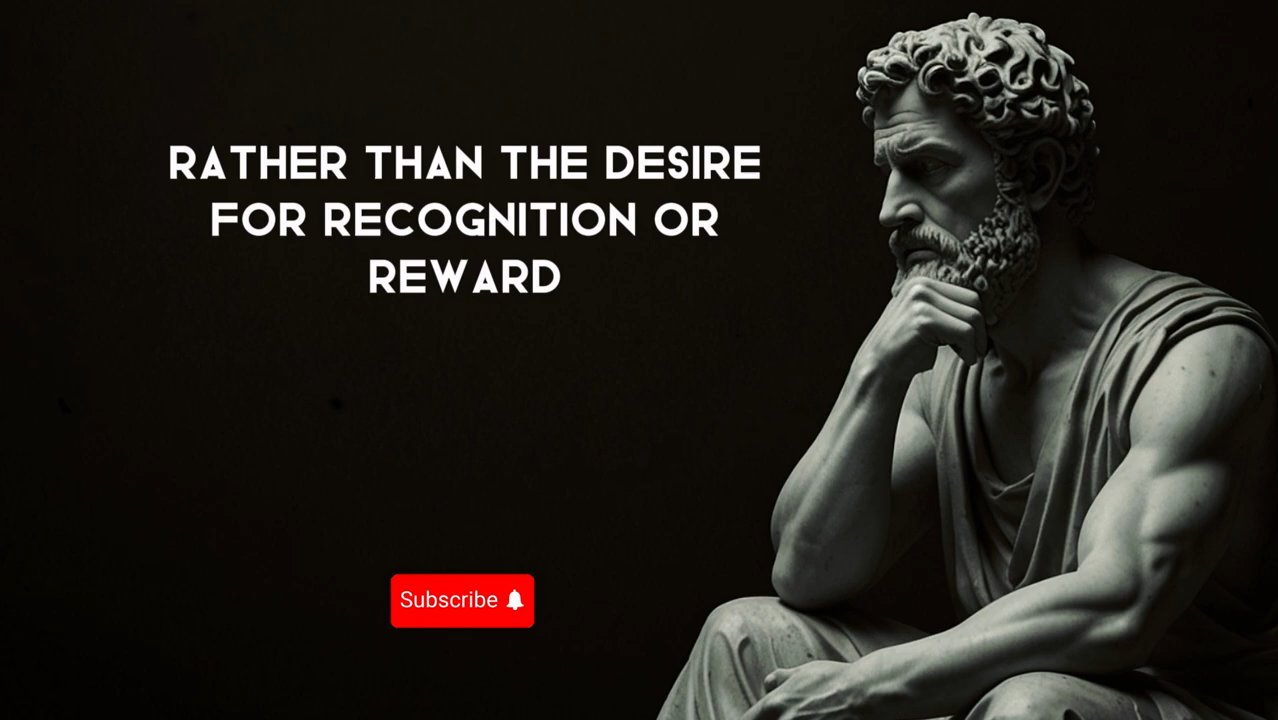 RATHER THAN THE DESIRE
FOR RECOGNITION OR
REWARD
Subscribe